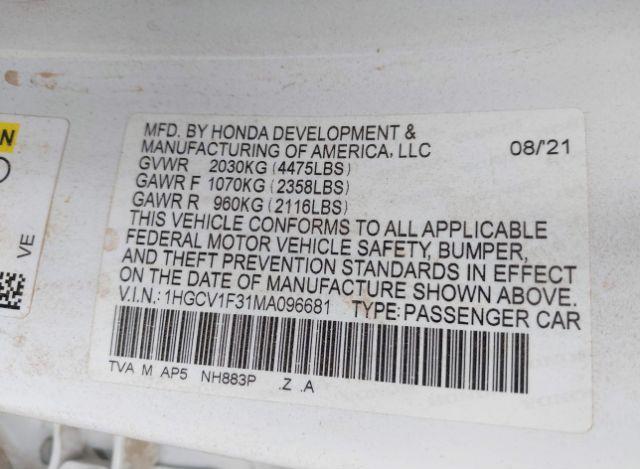 MFD. BY HONDA DEVELOPMENT &
MANUFACTURING OF AMERICA, LLC 08/'21
GVWR 2030KG (4475LBS)
GAWR F 1070KG (2358LBS)
GAWR R 960KG (2116LBS)
THIS VEHICLE CONFORMS TO ALL APPLICABLE
FEDERAL MOTOR VEHICLE SAFETY, BUMPER,
AND THEFT PREVENTION STANDARDS IN EFFECT
ON THE DATE OF MANUFACTURE SHOWN ABOVE.
V.I.N.: 1HGCV1F31MA096681 TYPE: PASSENGER CAR
TVA M AP5 NH883P .Z .A
VE